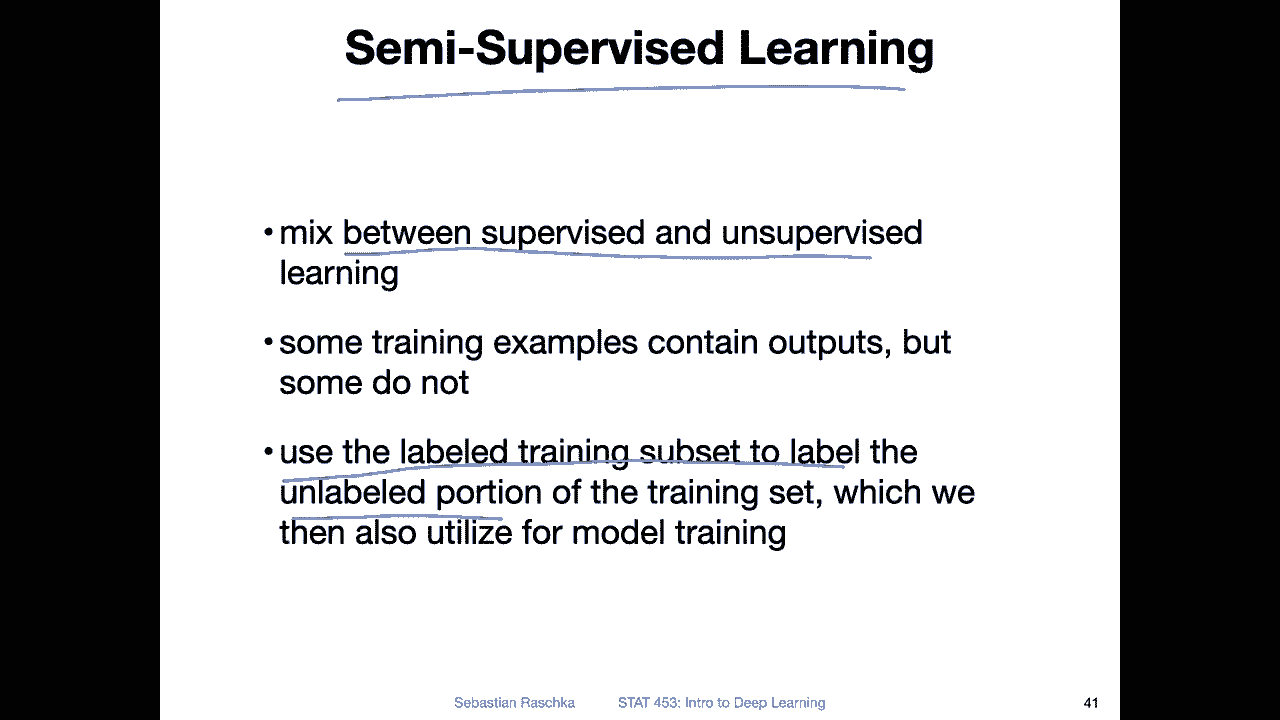 Semi-Supervised Learning
• mix between supervised and unsupervised
learning
• some training examples contain outputs, but
some do not
• use the labeled training subset to label the
unlabeled portion of the training set, which we
then also utilize for model training
Sebastian Raschka STAT 453: Intro to Deep Learning 41